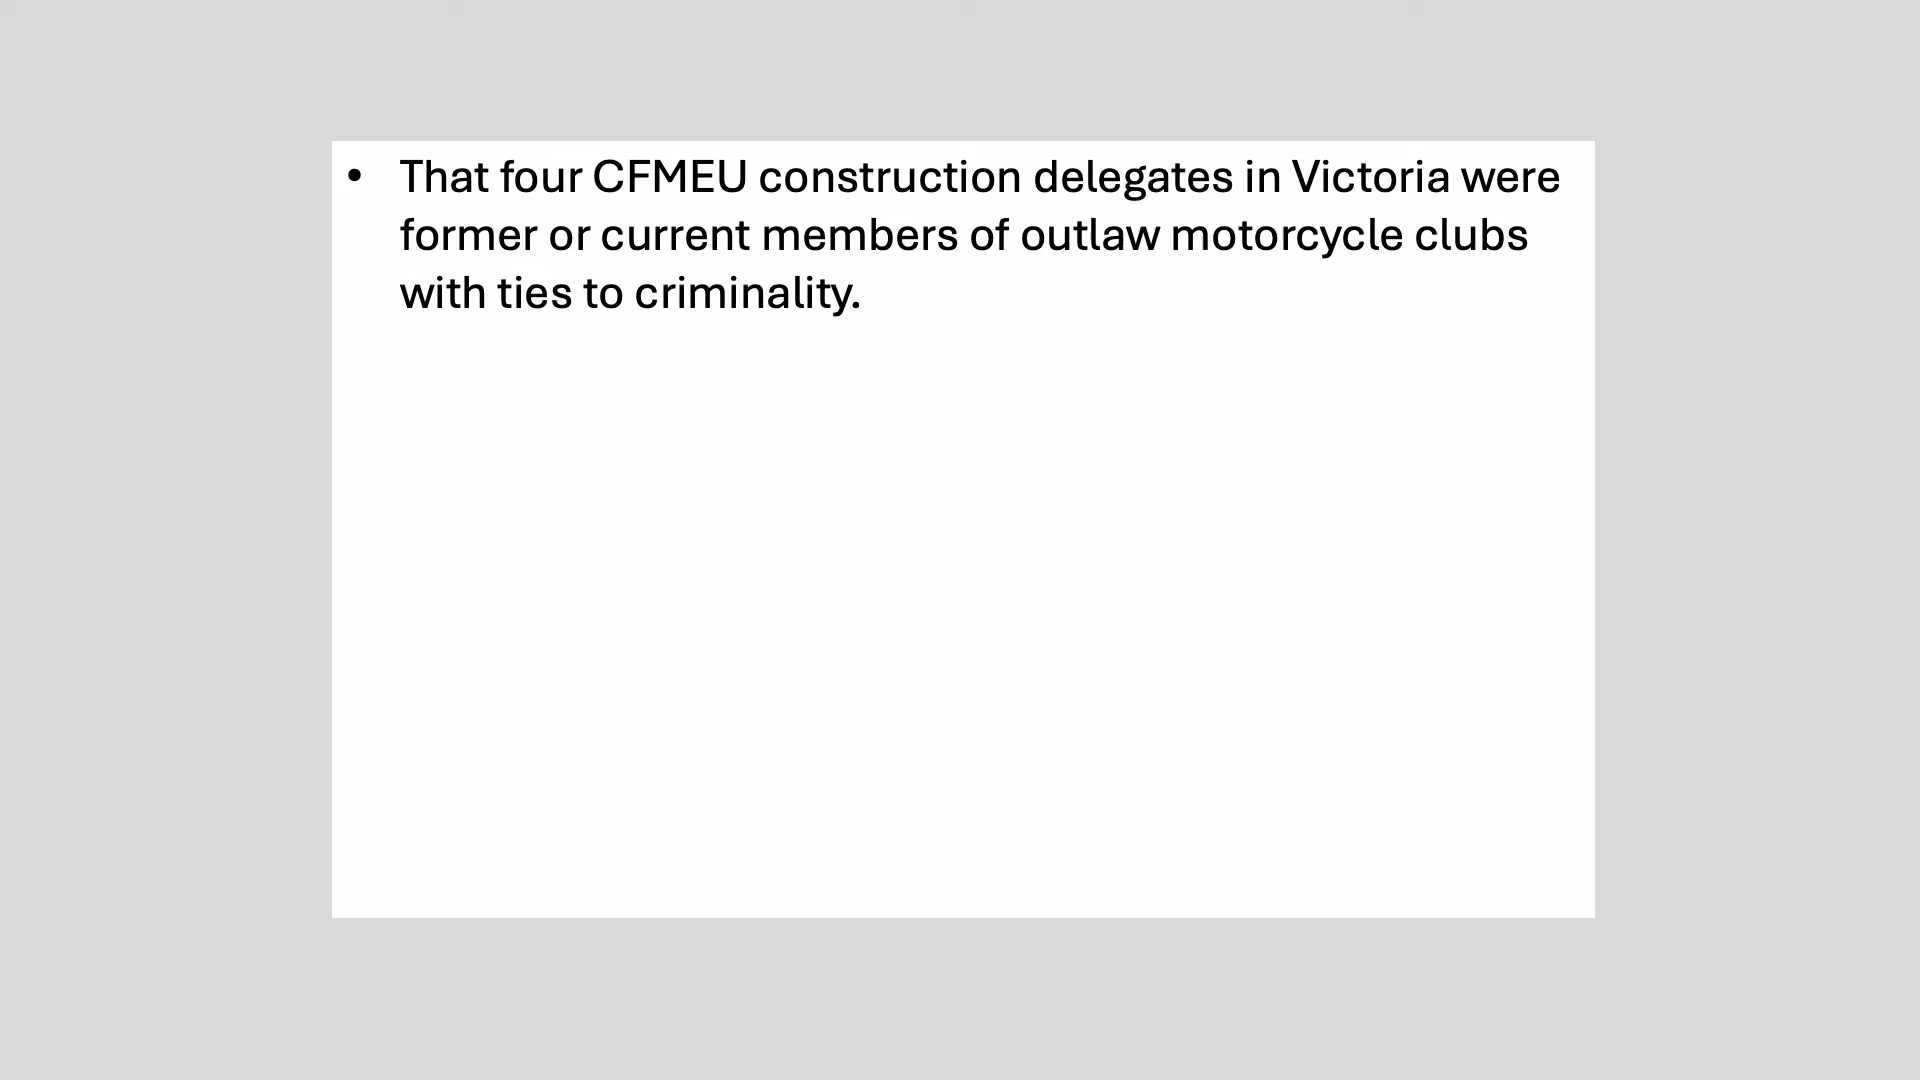 • That four CFMEU construction delegates in Victoria were
former or current members of outlaw motorcycle clubs
with ties to criminality.